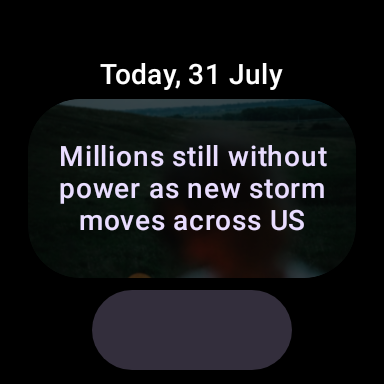 Today, 31 July
Millions still without
power as new storm
moves across US